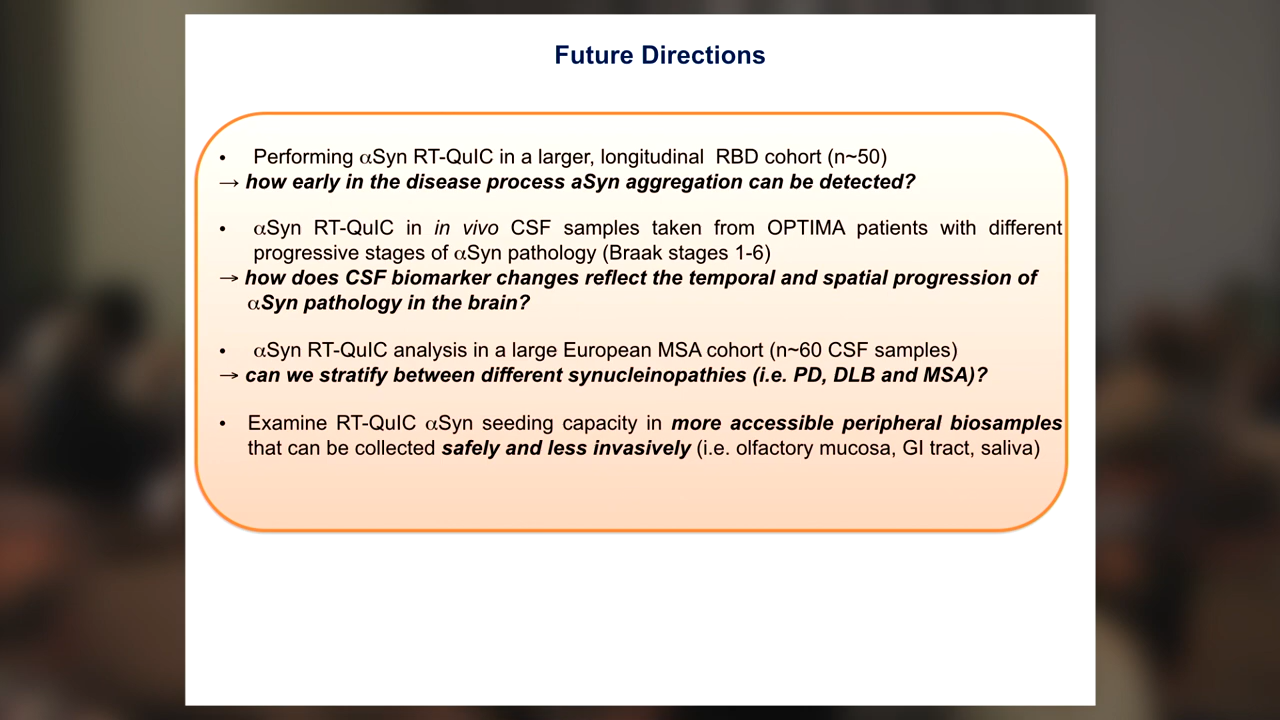 Future Directions
• Performing αSyn RT-QuIC in a larger, longitudinal RBD cohort (n~50)
→ how early in the disease process aSyn aggregation can be detected?
• αSyn RT-QuIC in in vivo CSF samples taken from OPTIMA patients with different
progressive stages of αSyn pathology (Braak stages 1-6)
→ how does CSF biomarker changes reflect the temporal and spatial progression of
αSyn pathology in the brain?
• αSyn RT-QuIC analysis in a large European MSA cohort (n~60 CSF samples)
→ can we stratify between different synucleinopathies (i.e. PD, DLB and MSA)?
• Examine RT-QuIC αSyn seeding capacity in more accessible peripheral biosamples
that can be collected safely and less invasively (i.e. olfactory mucosa, GI tract, saliva)